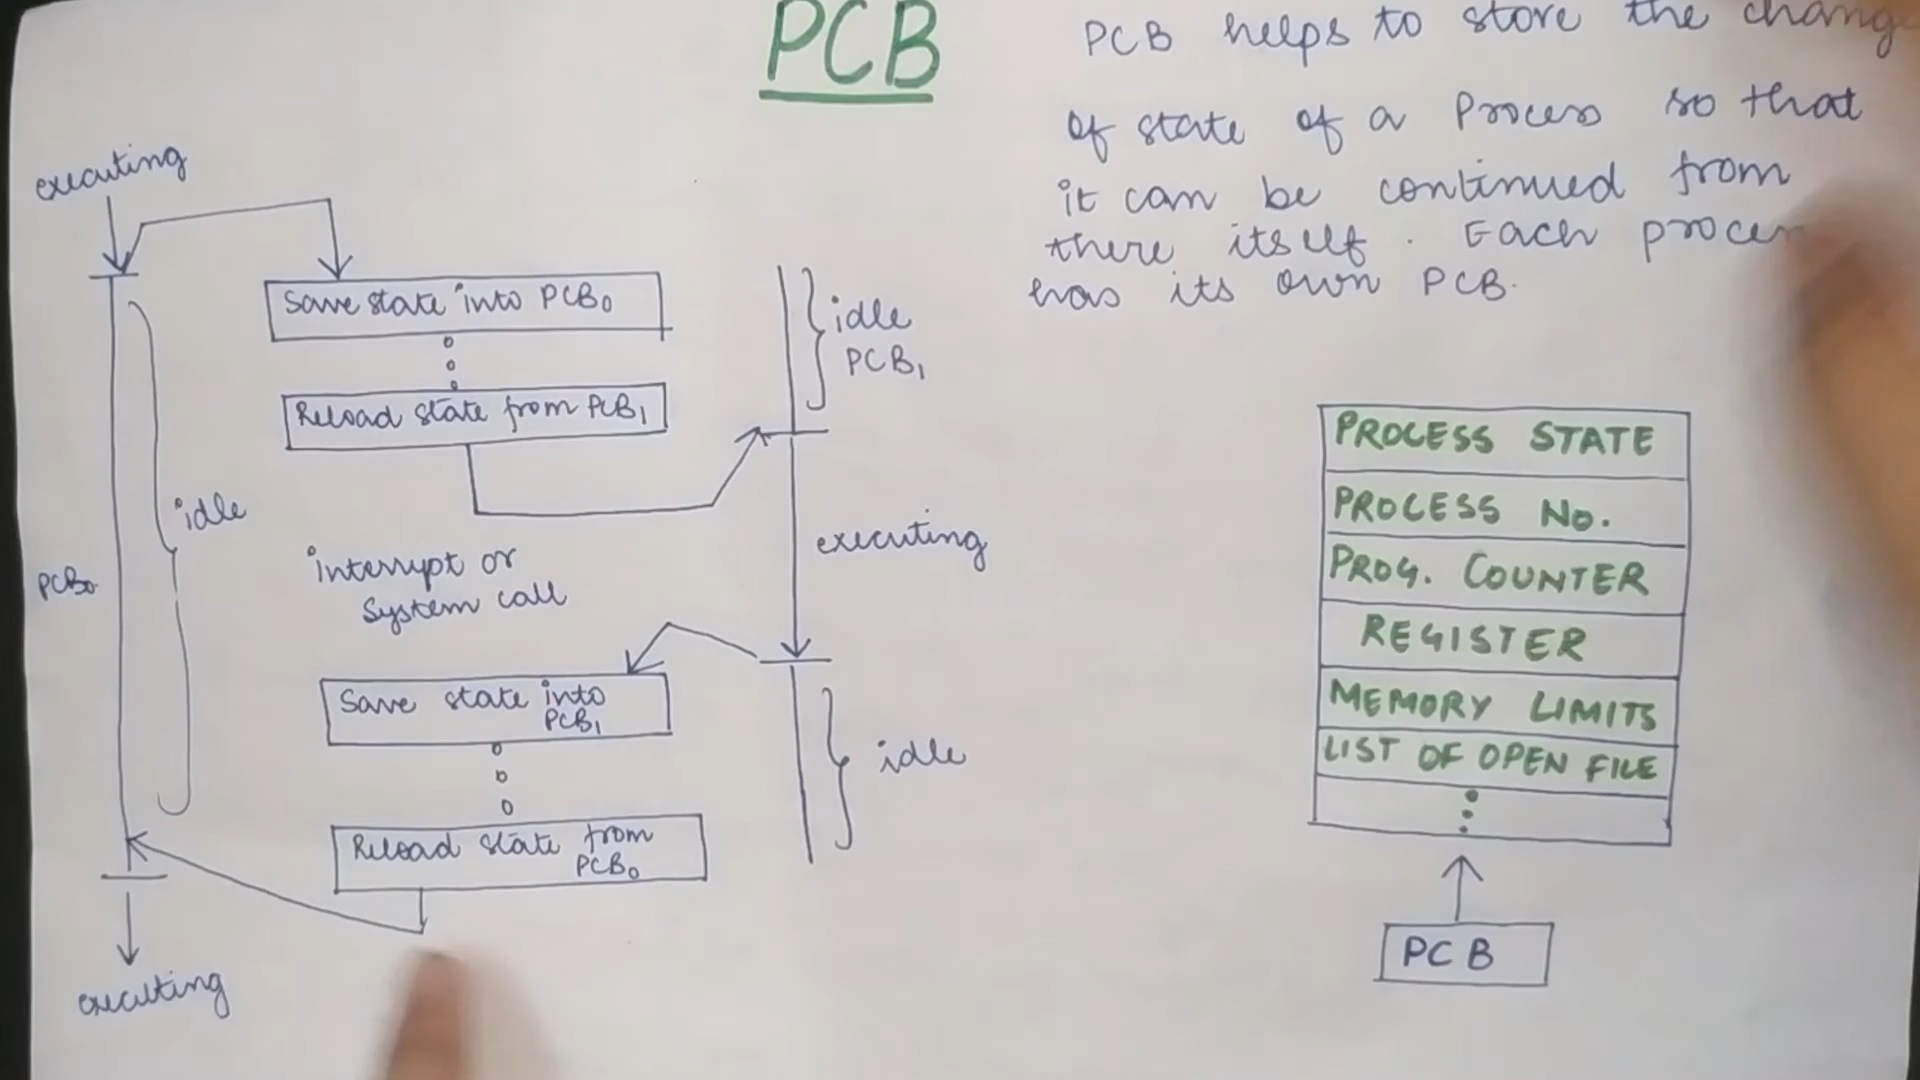 PCB
PCB helps to store the
of state of a Process so that
it can be continued from
there itself. Each
has its own PCB.
executing
Save state into PCB0
Reload state from PCB1
idle
PCB0
idle
PCB1
executing
interrupt or
System call
Save state into
PCB1
Reload state from
PCB0
idle
executing
PROCESS STATE
PROCESS No.
PROG. COUNTER
REGISTER
MEMORY LIMITS
LIST OF OPEN FILE
PCB